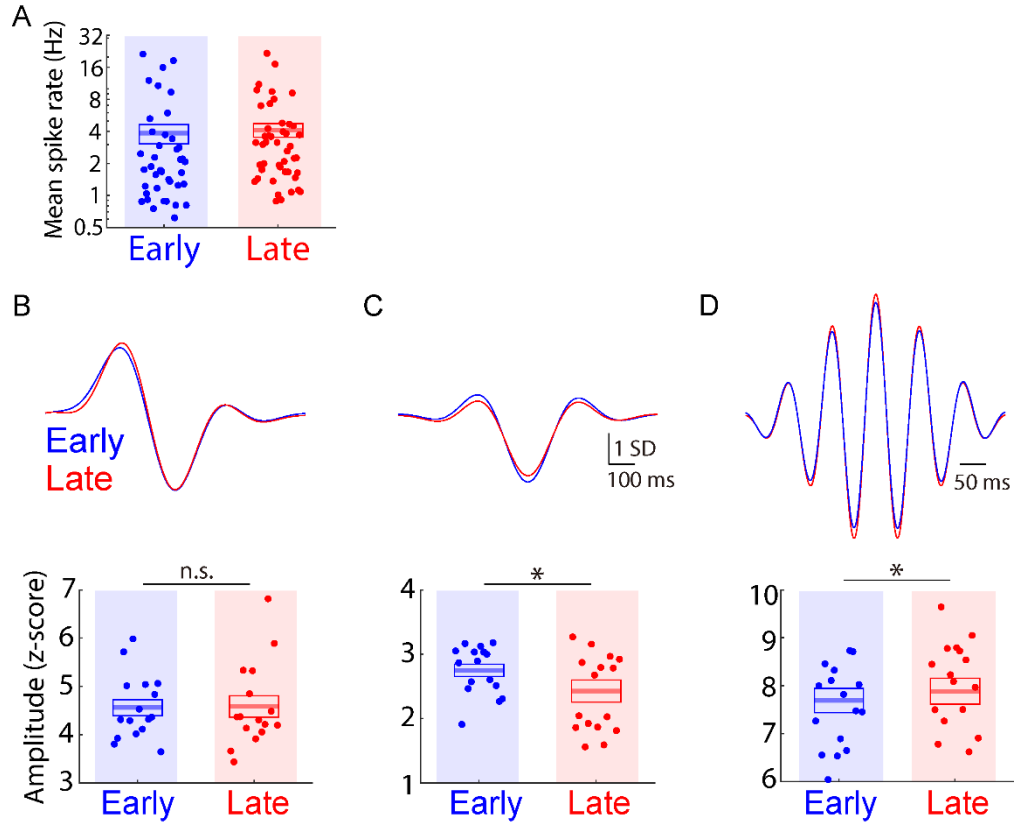 A
Mean spike rate (Hz)
32
16
8
4
2
1
0.5
Early
Late
B
C
D
Early
Late
1 SD
100 ms
50 ms
Amplitude (z-score)
n.s.
7
6
5
4
3
Early
Late
*
4
3
2
1
Early
Late
*
10
9
8
7
6
Early
Late